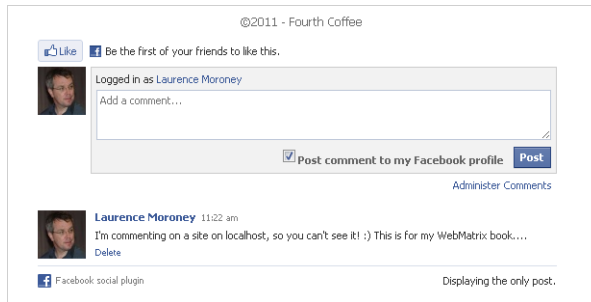 ©2011 - Fourth Coffee
Like Be the first of your friends to like this.
Logged in as Laurence Moroney
Add a comment...
Post comment to my Facebook profile Post
Administer Comments
Laurence Moroney 11:22 am
I'm commenting on a site on localhost, so you can't see it! :) This is for my WebMatrix book....
Delete
Facebook social plugin Displaying the only post.